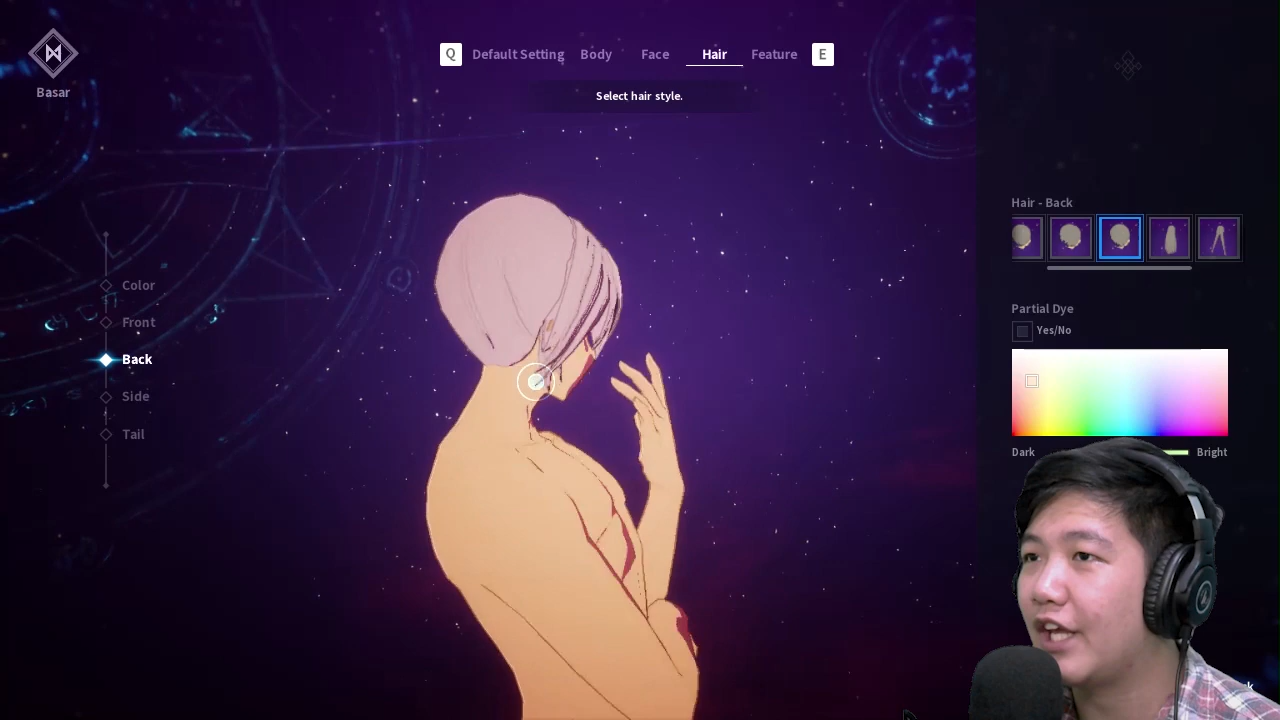 Q Default Setting Body Face Hair Feature E
Select hair style.
Basar
Color
Front
Back
Side
Tail
Hair - Back
Partial Dye
Yes/No
Dark Bright